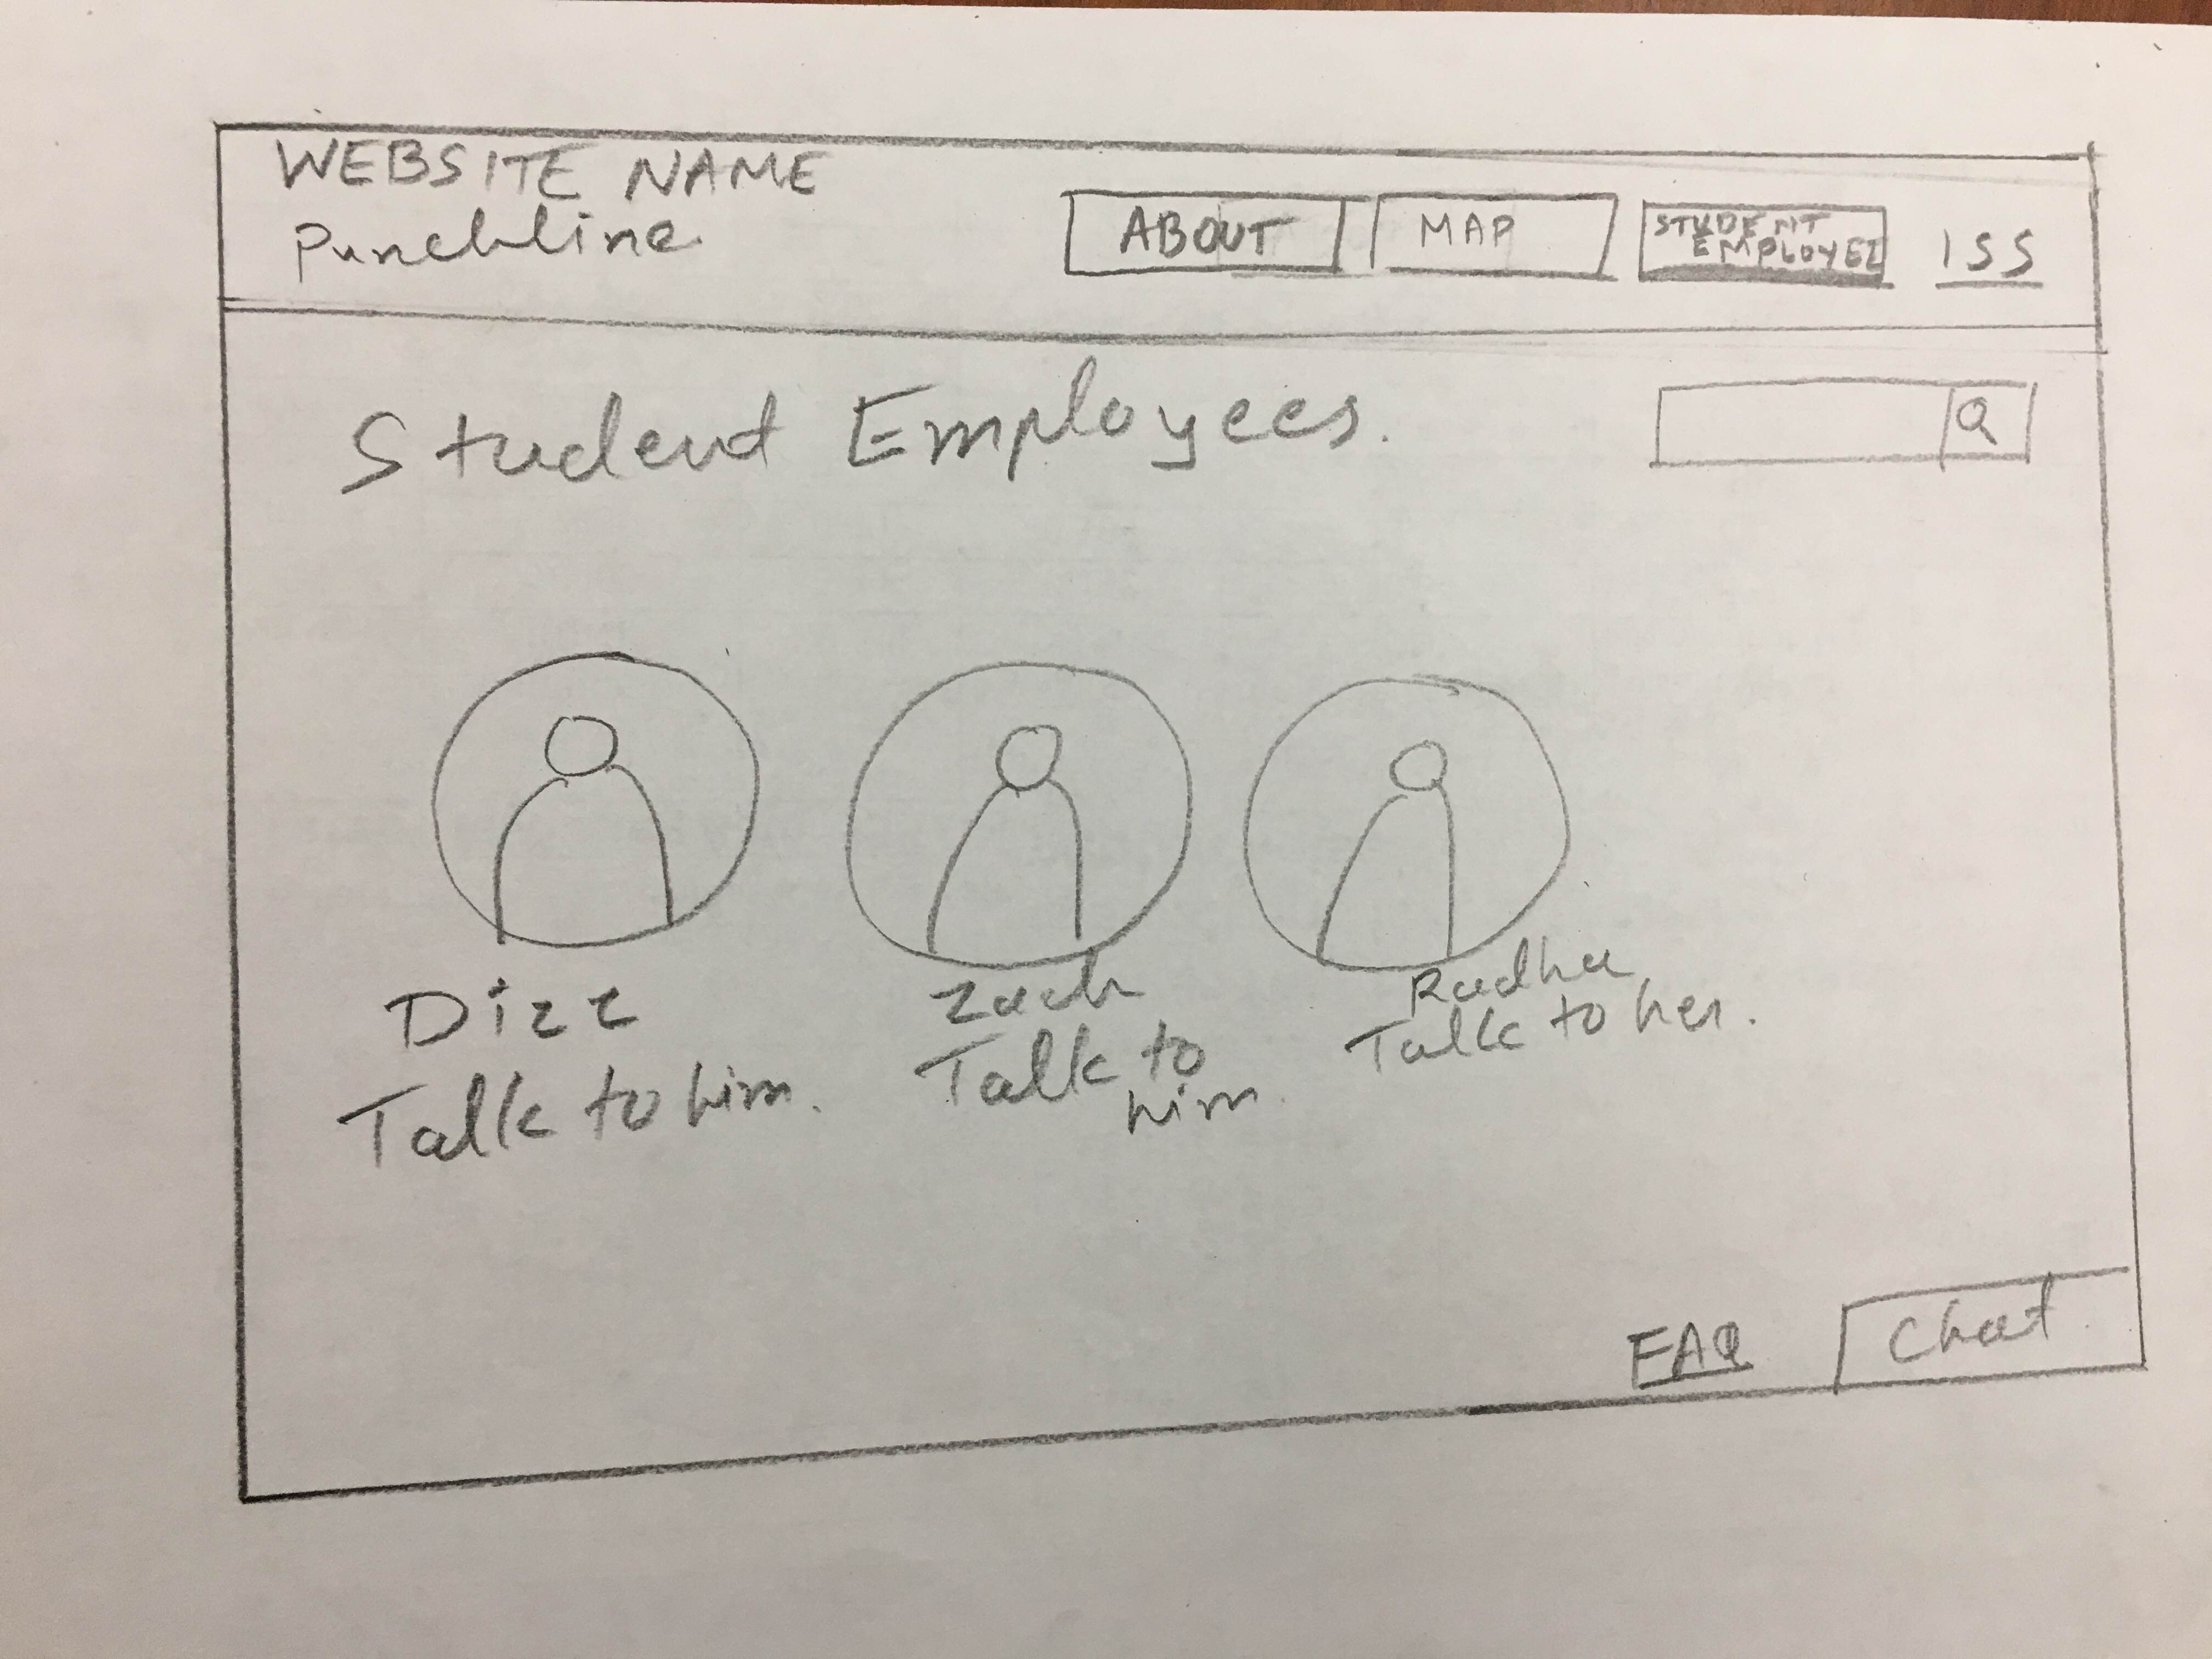 WEBSITE NAME
Punchline.
ABOUT
MAP
STUDENT
EMPLOYEE
ISS
Student Employees.
Q
Dizz
Talk to him.
Zach
Talk to
him.
Radha
Talk to her.
FAQ
Chat